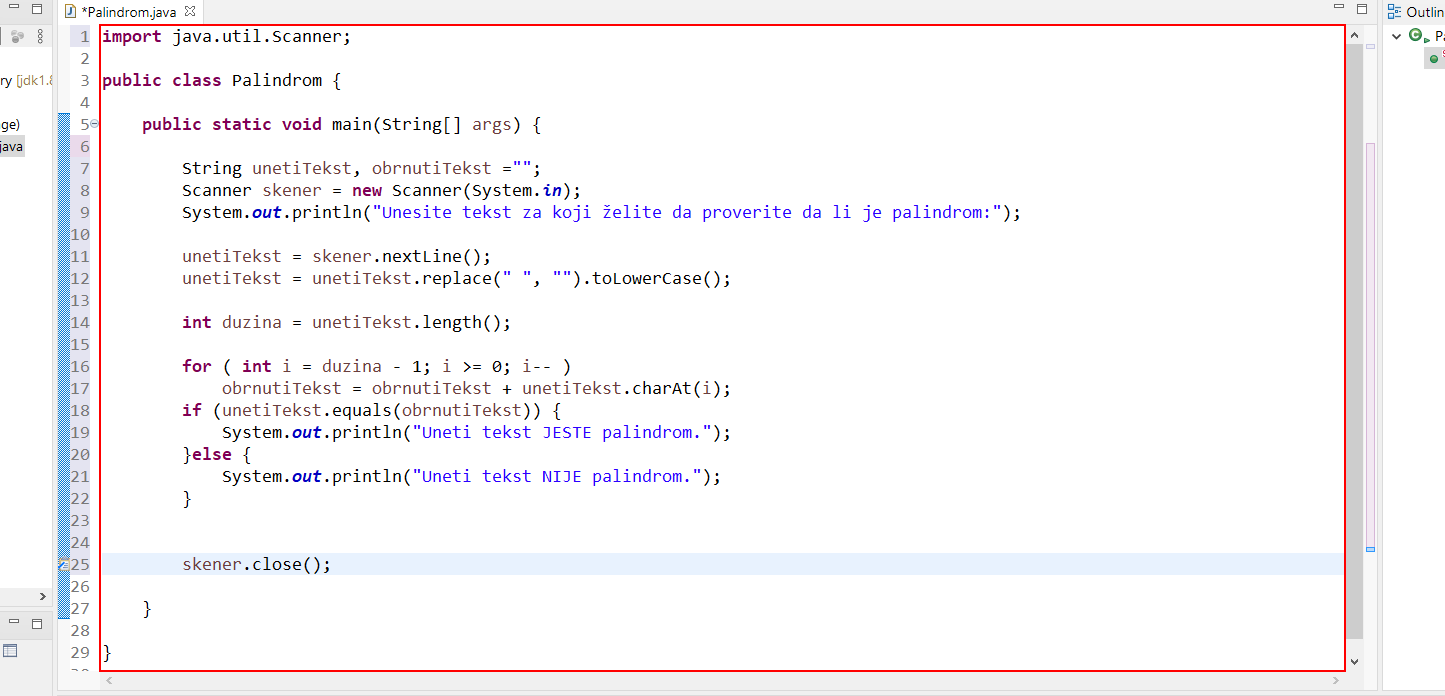 *Palindrom.java
Outlin
ry [jdk1.8
ge)
java
1 import java.util.Scanner;
2
3 public class Palindrom {
4
5     public static void main(String[] args) {
6
7         String unetiTekst, obrnutiTekst ="";
8         Scanner skener = new Scanner(System.in);
9         System.out.println("Unesite tekst za koji želite da proverite da li je palindrom:");
10
11         unetiTekst = skener.nextLine();
12         unetiTekst = unetiTekst.replace(" ", "").toLowerCase();
13
14         int duzina = unetiTekst.length();
15
16         for ( int i = duzina - 1; i >= 0; i-- )
17             obrnutiTekst = obrnutiTekst + unetiTekst.charAt(i);
18         if (unetiTekst.equals(obrnutiTekst)) {
19             System.out.println("Uneti tekst JESTE palindrom.");
20         }else {
21             System.out.println("Uneti tekst NIJE palindrom.");
22         }
23
24
25         skener.close();
26
27     }
28
29 }